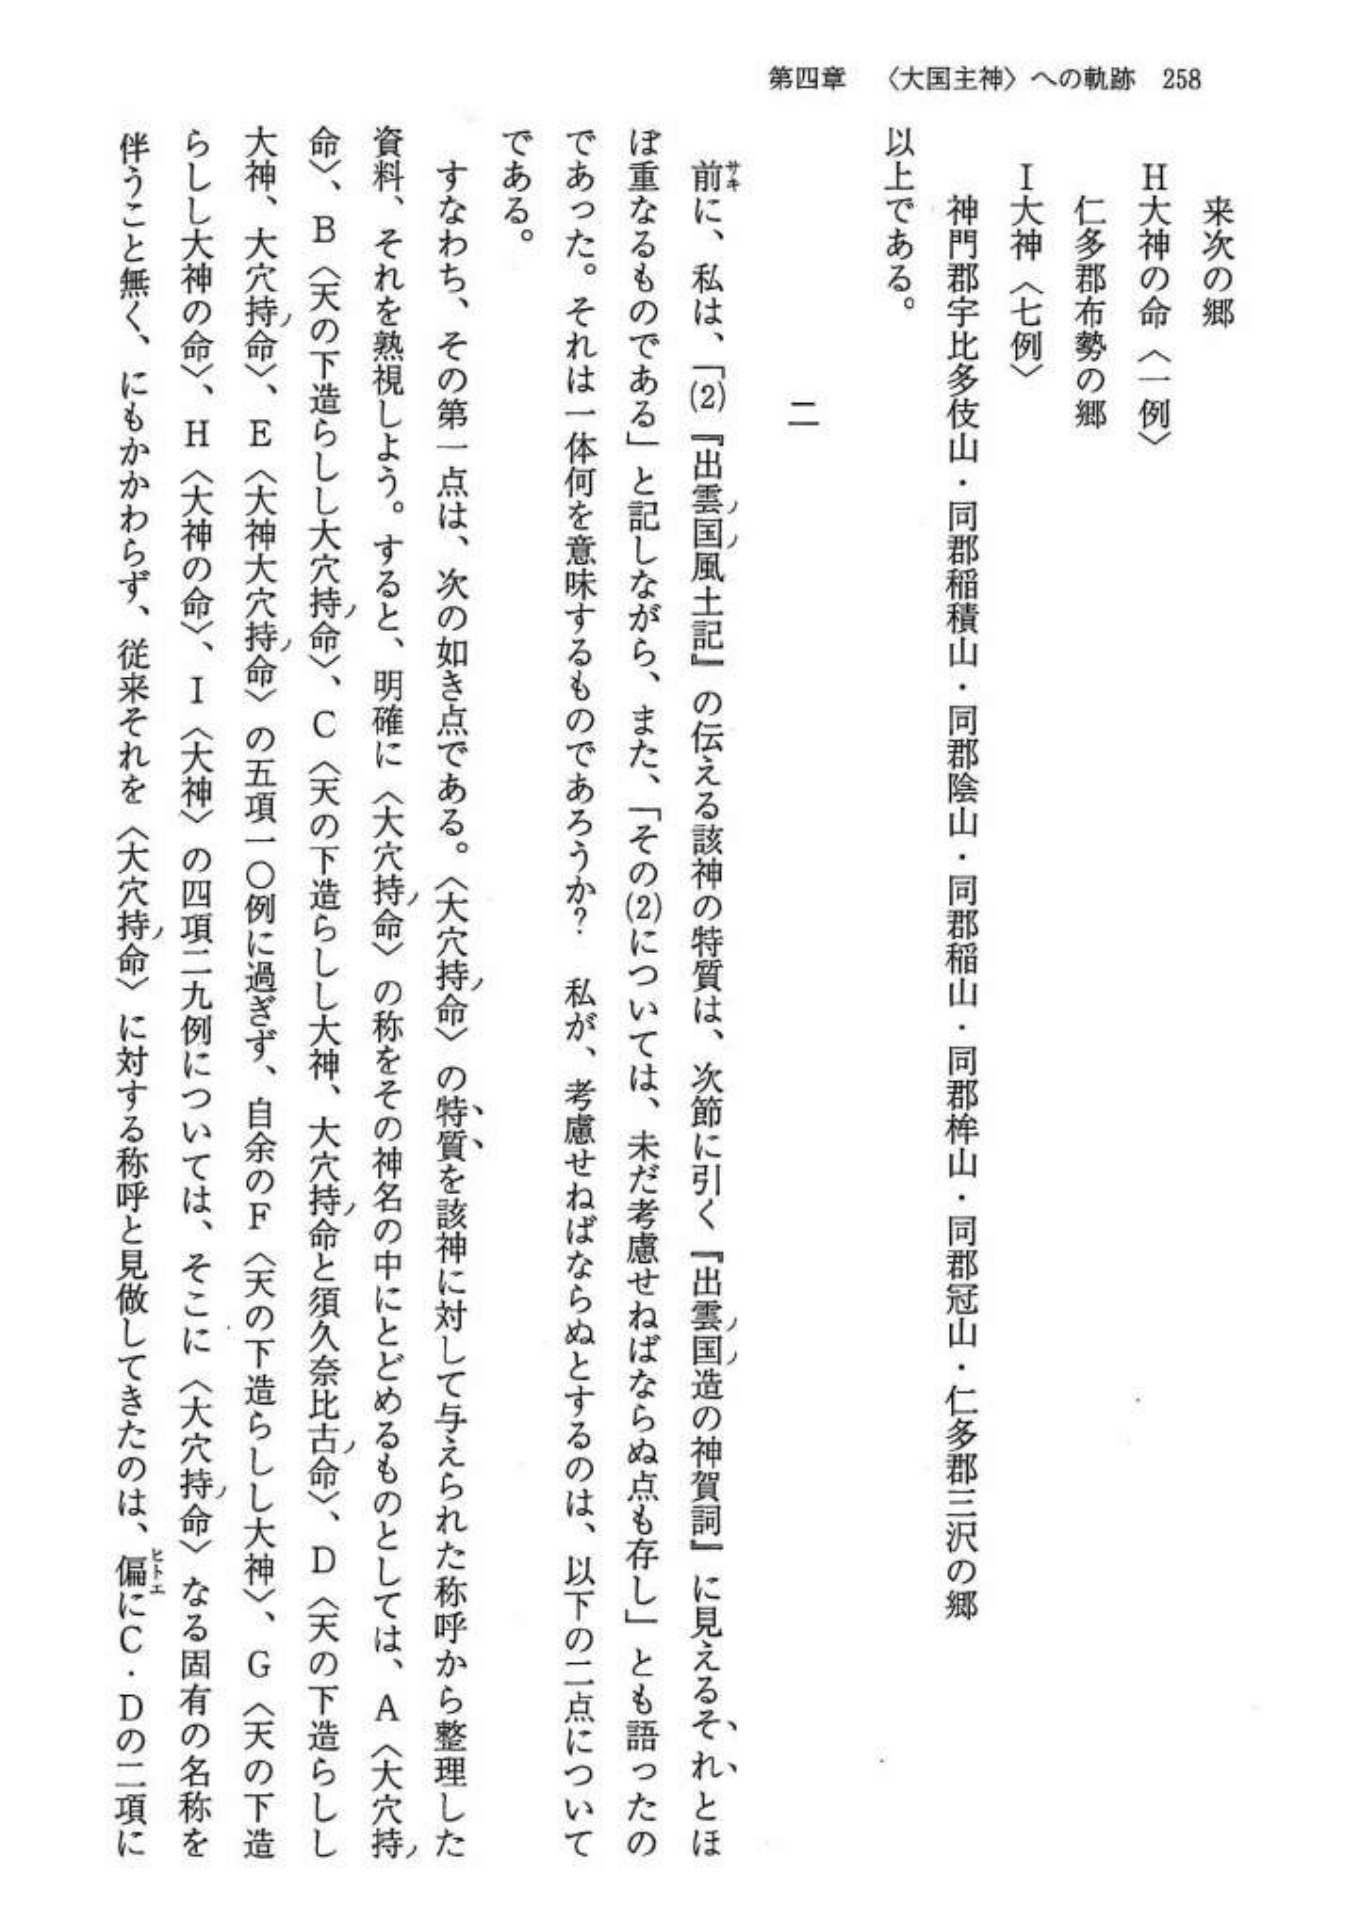 第四章　〈大国主神〉への軌跡　258
来次の郷
H大神の命〈一例〉
仁多郡布勢の郷
I大神〈七例〉
神門郡宇比多伎山・同郡稲積山・同郡陰山・同郡稲山・同郡桙山・同郡冠山・仁多郡三沢の郷
以上である。
二
前サキに、私は、「(2)『出雲ノ国ノ風土記』の伝える該神の特質は、次節に引く『出雲ノ国ノ造の神賀詞』に見えるそれとほ
ぼ重なるものである」と記しながら、また、「その(2)については、未だ考慮せねばならぬ点も存し」とも語ったの
であった。それは一体何を意味するものであろうか？　私が、考慮せねばならぬとするのは、以下の二点について
である。
すなわち、その第一点は、次の如き点である。〈大穴持ノ命〉の特質を該神に対して与えられた称呼から整理した
資料、それを熟視しよう。すると、明確に〈大穴持ノ命〉の称をその神名の中にとどめるものとしては、A〈大穴持ノ
命〉、B〈天の下造らしし大穴持ノ命〉、C〈天の下造らしし大神、大穴持ノ命と須久奈比古ノ命〉、D〈天の下造らしし
大神、大穴持ノ命〉、E〈大神大穴持ノ命〉の五項一〇例に過ぎず、自余のF〈天の下造らしし大神〉、G〈天の下造
らしし大神の命〉、H〈大神の命〉、I〈大神〉の四項二九例については、そこに〈大穴持ノ命〉なる固有の名称を
伴うこと無く、にもかかわらず、従来それを〈大穴持ノ命〉に対する称呼と見做してきたのは、偏ヒトエにC・Dの二項に